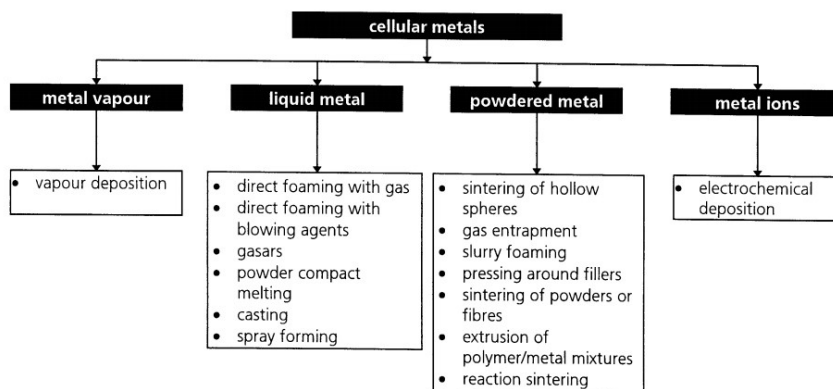 cellular metals
metal vapour
liquid metal
powdered metal
metal ions
• vapour deposition
• direct foaming with gas
• direct foaming with
blowing agents
• gasars
• powder compact
melting
• casting
• spray forming
• sintering of hollow
spheres
• gas entrapment
• slurry foaming
• pressing around fillers
• sintering of powders or
fibres
• extrusion of
polymer/metal mixtures
• reaction sintering
• electrochemical
deposition